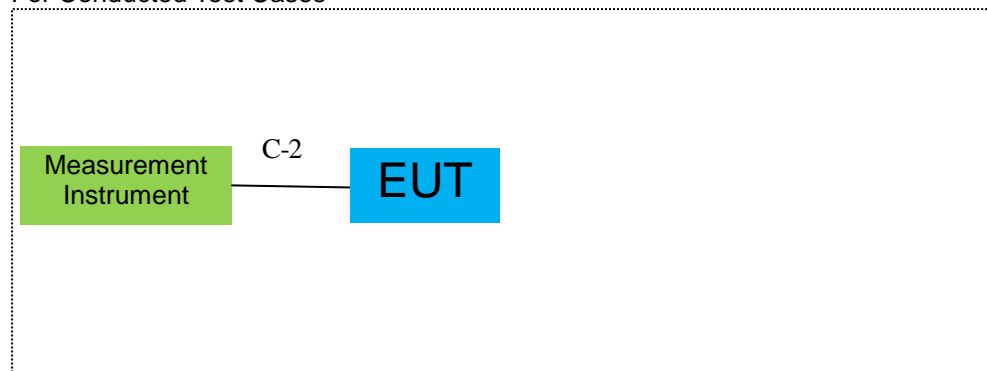 For Conducted Test Cases
C-2
Measurement
Instrument
EUT